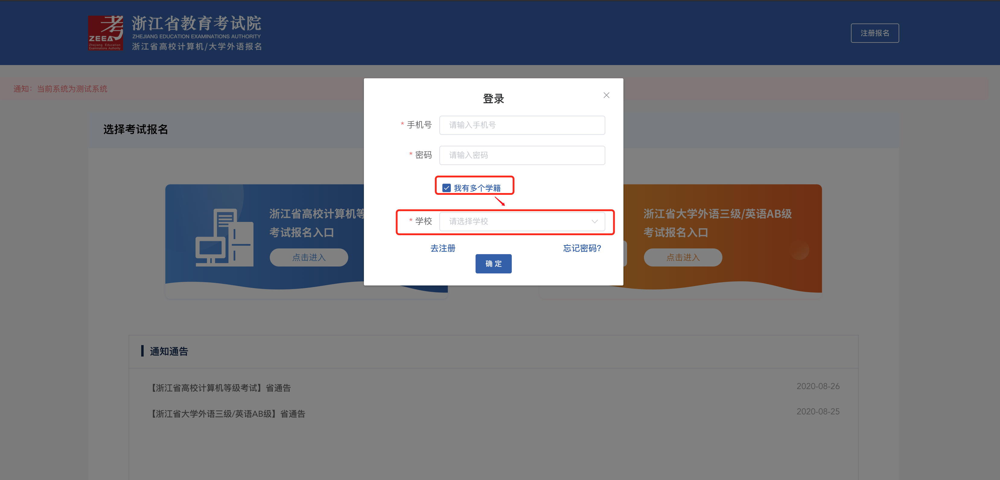 考
ZEEA
Zhejiang Education
Examinations Authority
浙江省教育考试院
ZHEJIANG EDUCATION EXAMINATIONS AUTHORITY
浙江省高校计算机/大学外语报名
注册报名
通知：当前系统为测试系统
选择考试报名
登录
* 手机号 请输入手机号
* 密码 请输入密码
我有多个学籍
* 学校 请选择学校
去注册 忘记密码?
确 定
浙江省高校计算机等
考试报名入口
点击进入
浙江省大学外语三级/英语AB级
考试报名入口
点击进入
通知通告
【浙江省高校计算机等级考试】省通告 2020-08-26
【浙江省大学外语三级/英语AB级】省通告 2020-08-25